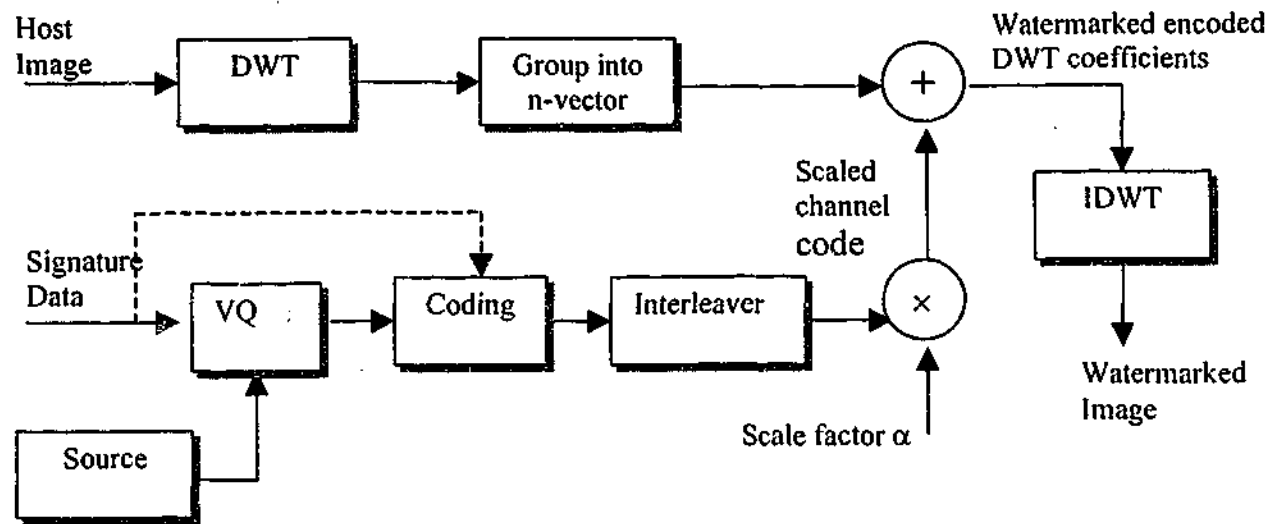 Host
Image
DWT
Group into
n-vector
+
Watermarked encoded
DWT coefficients
IDWT
Watermarked
Image
Scaled
channel
code
Signature
Data
VQ
Coding
Interleaver
×
Scale factor α
Source